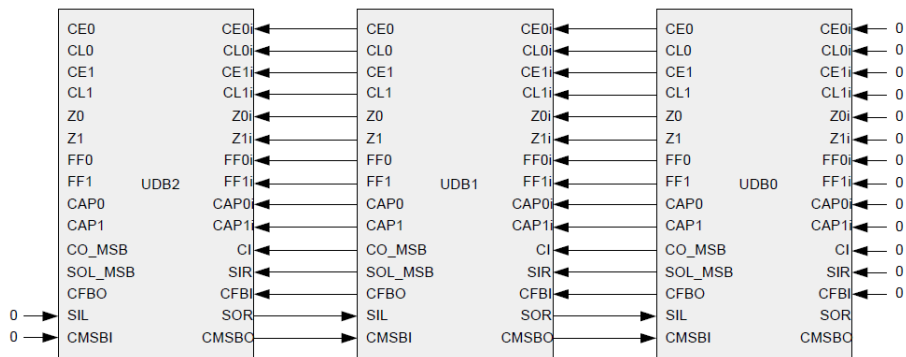 CE0 CE0i CE0 CE0i CE0 CE0i 0
CL0 CL0i CL0 CL0i CL0 CL0i 0
CE1 CE1i CE1 CE1i CE1 CE1i 0
CL1 CL1i CL1 CL1i CL1 CL1i 0
Z0 Z0i Z0 Z0i Z0 Z0i 0
Z1 Z1i Z1 Z1i Z1 Z1i 0
FF0 FF0i FF0 FF0i FF0 FF0i 0
FF1 UDB2 FF1i FF1 UDB1 FF1i FF1 UDB0 FF1i 0
CAP0 CAP0i CAP0 CAP0i CAP0 CAP0i 0
CAP1 CAP1i CAP1 CAP1i CAP1 CAP1i 0
CO_MSB CI CO_MSB CI CO_MSB CI 0
SOL_MSB SIR SOL_MSB SIR SOL_MSB SIR 0
CFBO CFBI CFBO CFBI CFBO CFBI 0
0 SIL SOR SIL SOR SIL SOR
0 CMSBI CMSBO CMSBI CMSBO CMSBI CMSBO